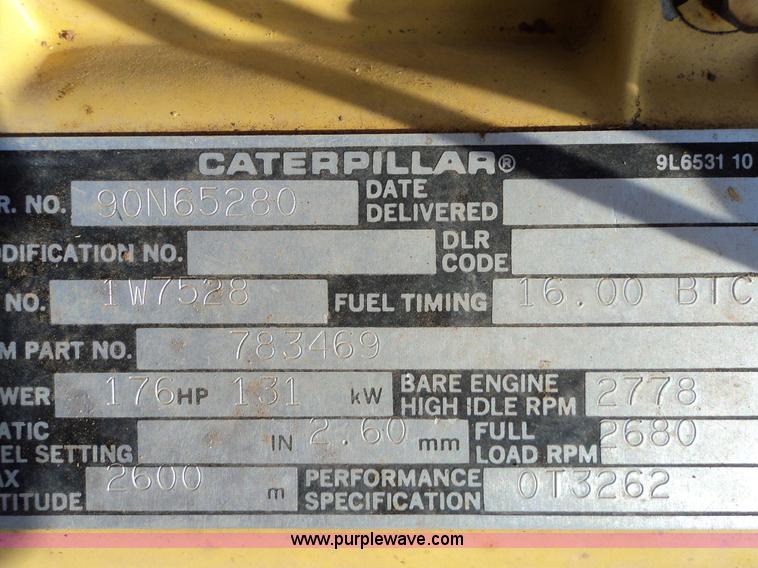 CATERPILLAR® 9L6531 10
R. NO. 90N65280 DATE DELIVERED
ODIFICATION NO. DLR CODE
NO. 1W7528 FUEL TIMING 16.00 BTC
M PART NO. 783469
WER 176 HP 131 kW BARE ENGINE HIGH IDLE RPM 2778
ATIC EL SETTING IN 2.60 mm FULL LOAD RPM 2680
AX TITUDE 2600 m PERFORMANCE SPECIFICATION 0T3262
www.purplewave.com